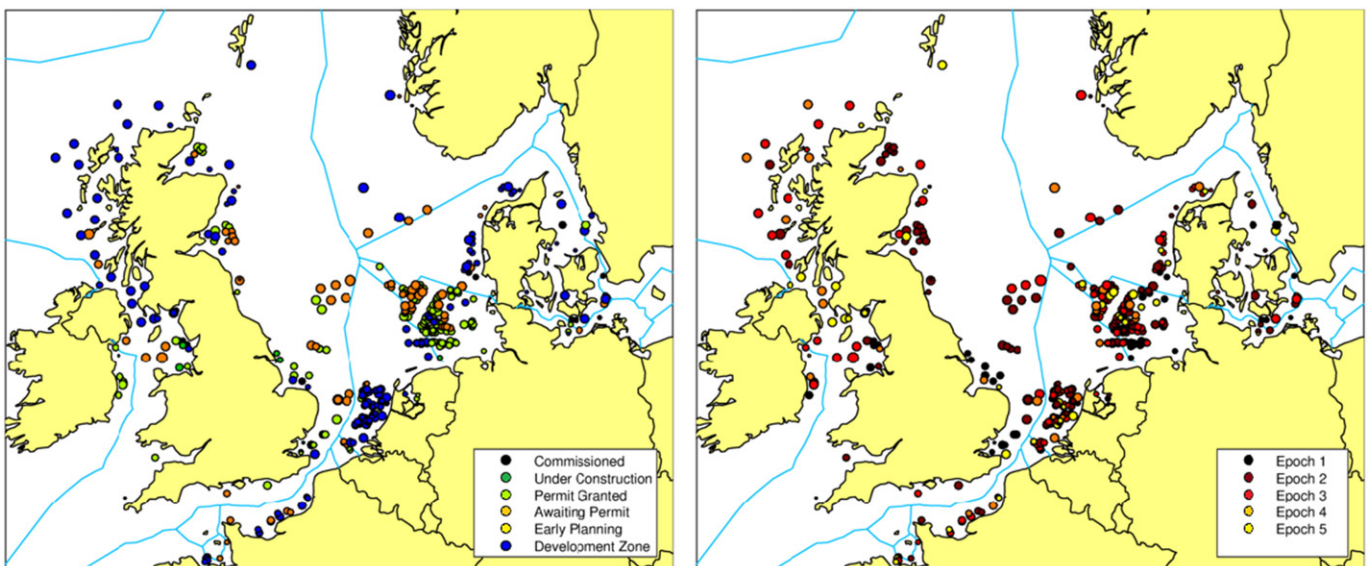 Commissioned
Under Construction
Permit Granted
Awaiting Permit
Early Planning
Development Zone
Epoch 1
Epoch 2
Epoch 3
Epoch 4
Epoch 5